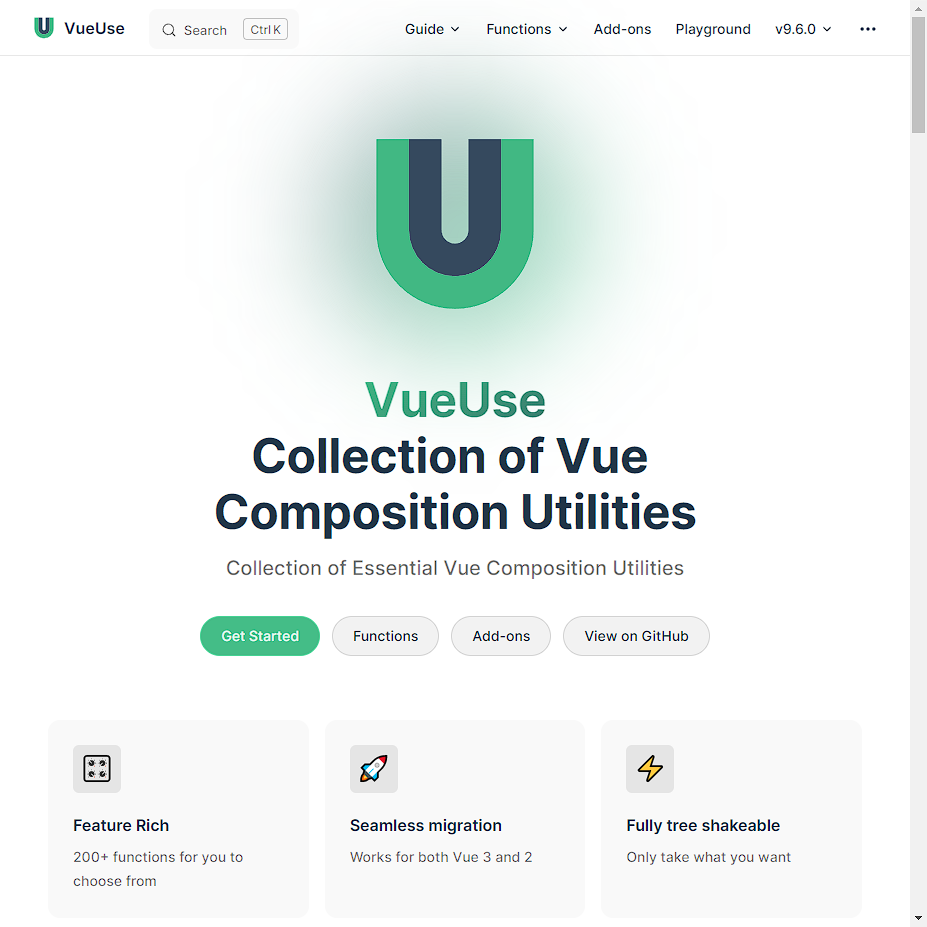 VueUse Search Ctrl K Guide Functions Add-ons Playground v9.6.0
VueUse
Collection of Vue
Composition Utilities
Collection of Essential Vue Composition Utilities
Get Started Functions Add-ons View on GitHub
Feature Rich
200+ functions for you to
choose from
Seamless migration
Works for both Vue 3 and 2
Fully tree shakeable
Only take what you want